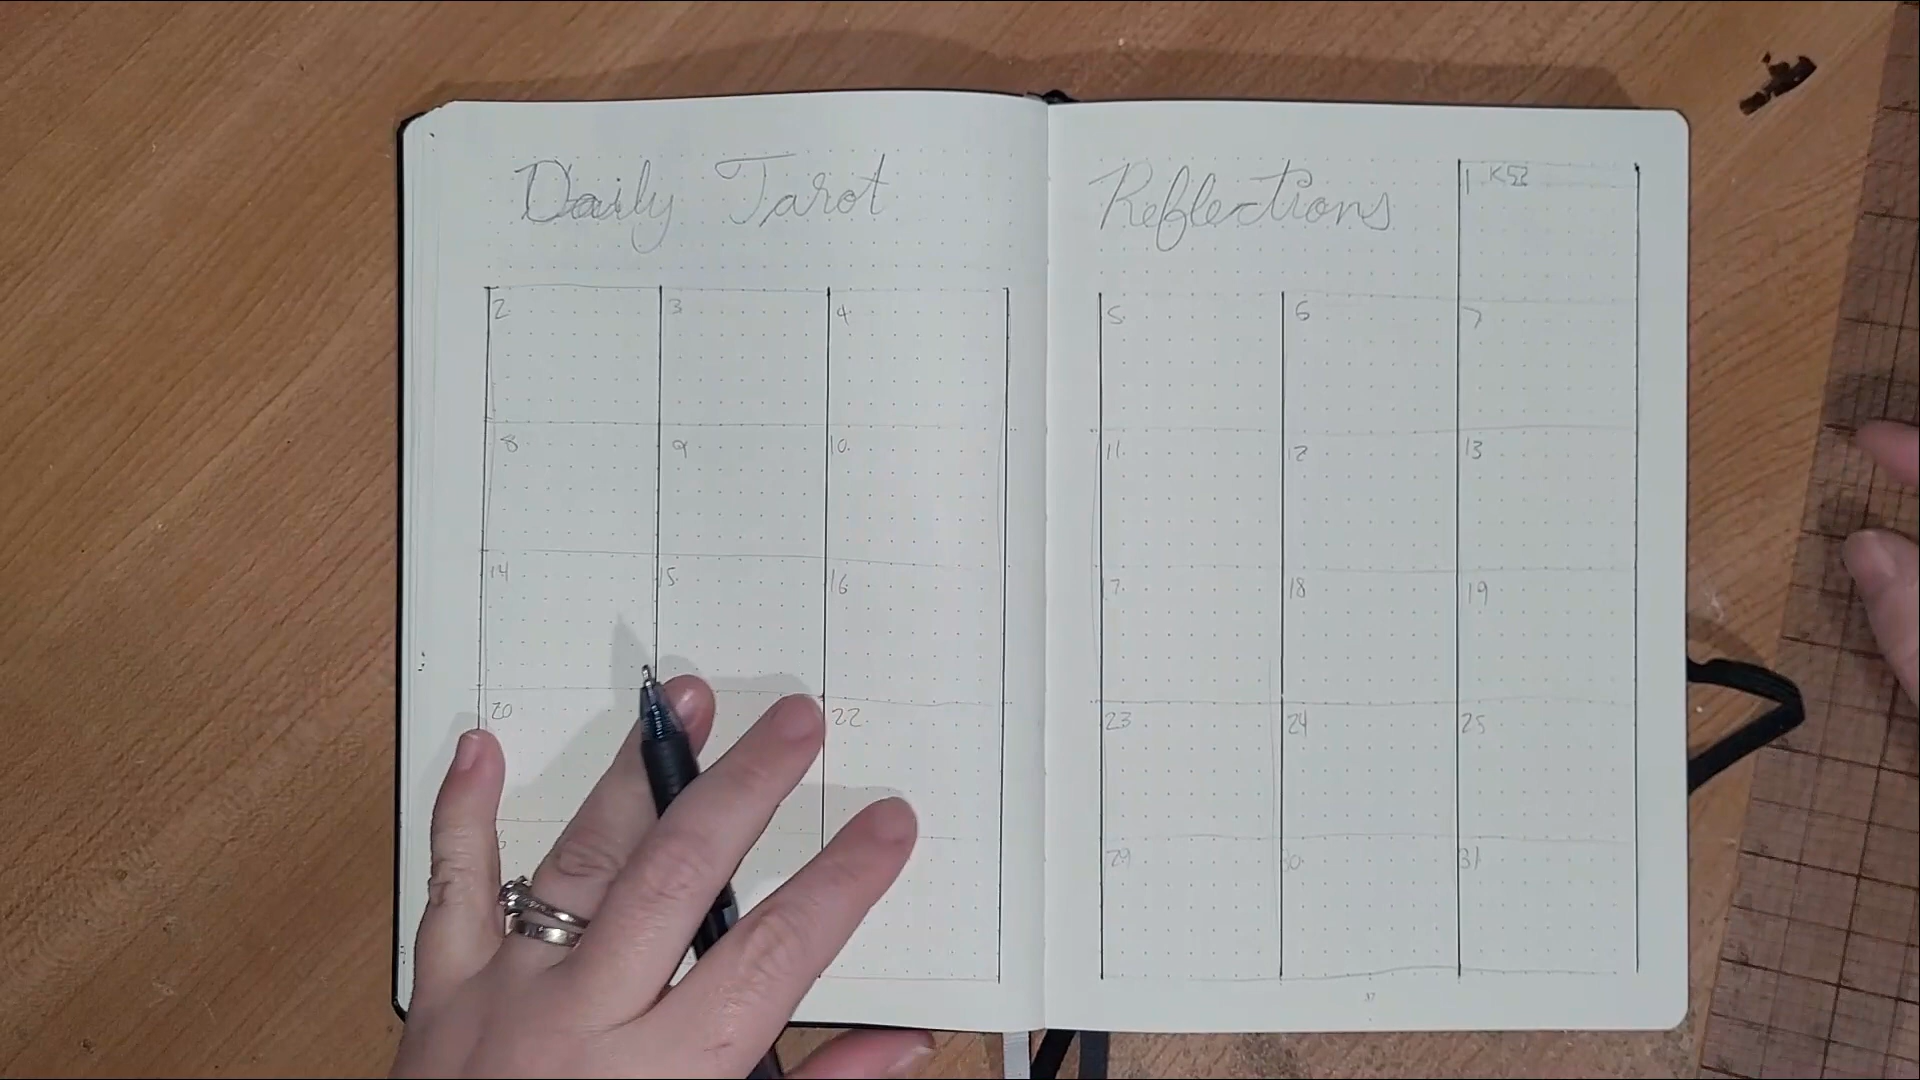 Daily Tarot Reflections
1
2 3 4 5. 6 7
8 9 10. 11. 12 13
14 15. 16 17. 18 19
20 22 23 24 25
29 30. 31
37